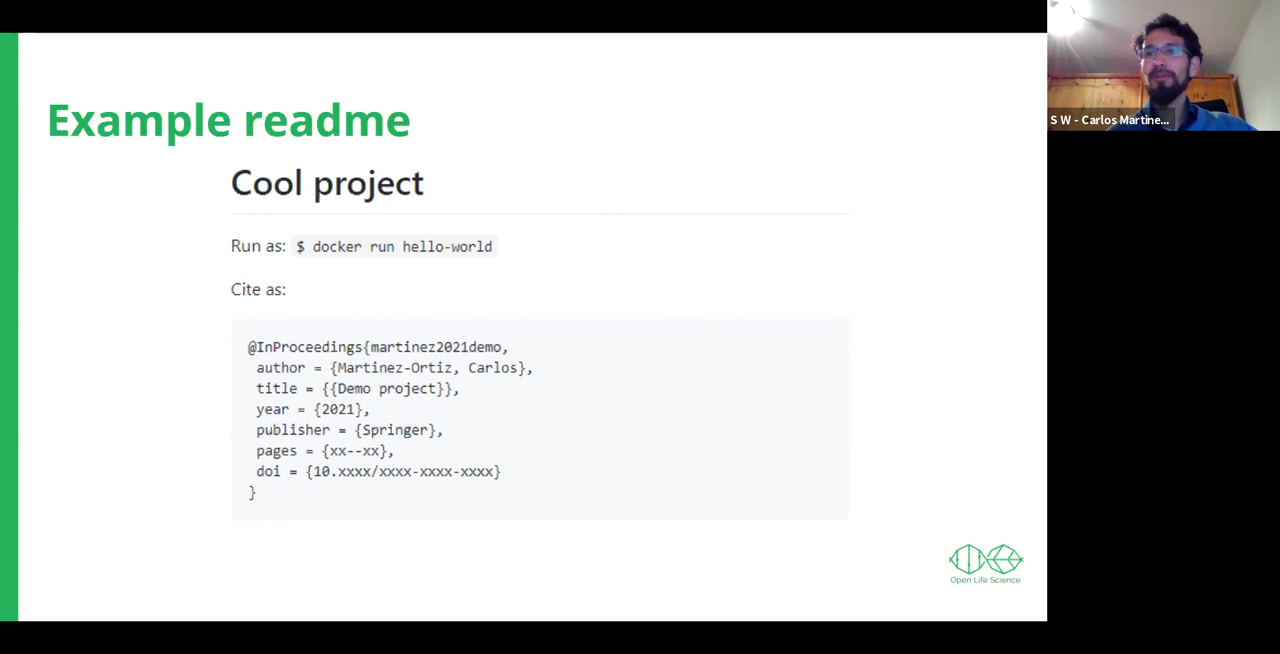 Example readme
Cool project
Run as: $ docker run hello-world
Cite as:
@InProceedings{martinez2021demo,
author = {Martinez-Ortiz, Carlos},
title = {{Demo project}},
year = {2021},
publisher = {Springer},
pages = {xx--xx},
doi = {10.xxxx/xxxx-xxxx-xxxx}
}
Open Life Science
S W - Carlos Martine...